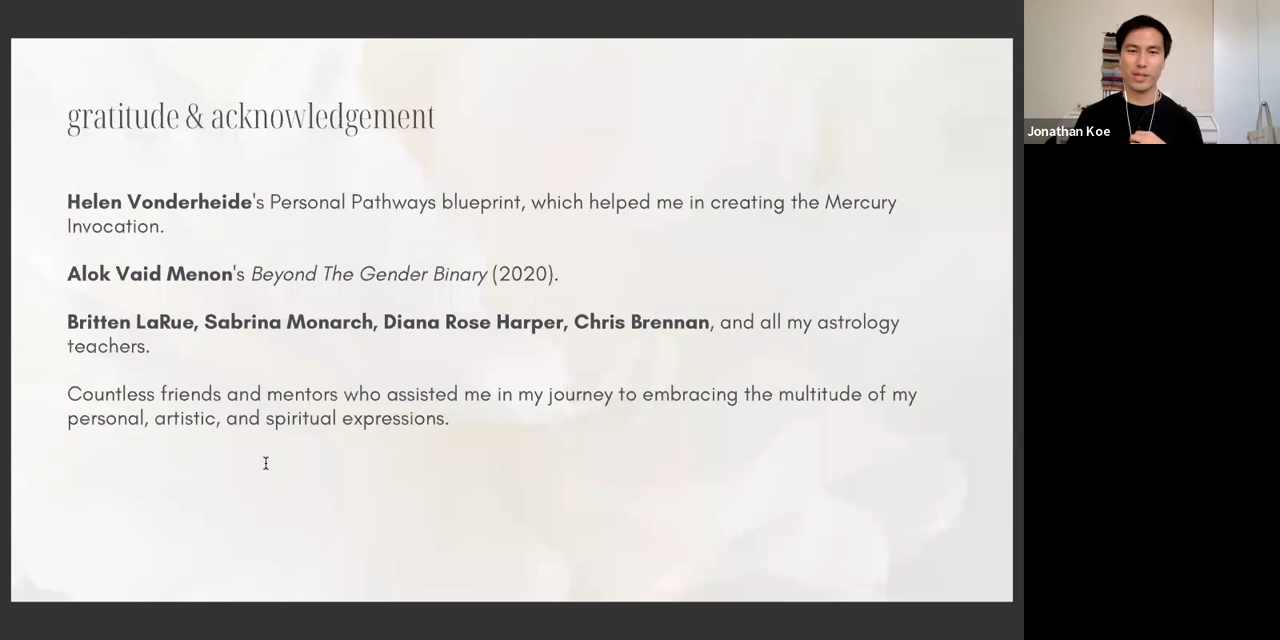 gratitude & acknowledgement
Helen Vonderheide's Personal Pathways blueprint, which helped me in creating the Mercury
Invocation.
Alok Vaid Menon's Beyond The Gender Binary (2020).
Britten LaRue, Sabrina Monarch, Diana Rose Harper, Chris Brennan, and all my astrology
teachers.
Countless friends and mentors who assisted me in my journey to embracing the multitude of my
personal, artistic, and spiritual expressions.
Jonathan Koe